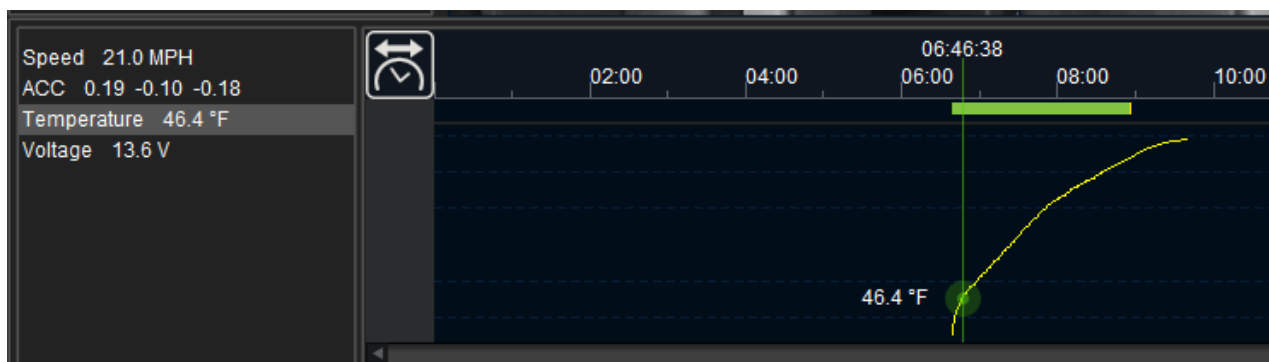 Speed 21.0 MPH
ACC 0.19 -0.10 -0.18
Temperature 46.4 °F
Voltage 13.6 V
06:46:38
02:00 04:00 06:00 08:00 10:00
46.4 °F